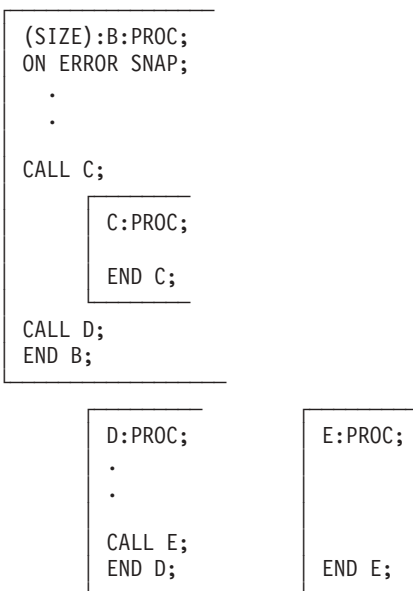 (SIZE):B:PROC;
ON ERROR SNAP;
.
.
CALL C;
C:PROC;
END C;
CALL D;
END B;
D:PROC;
.
.
CALL E;
END D;
E:PROC;
END E;